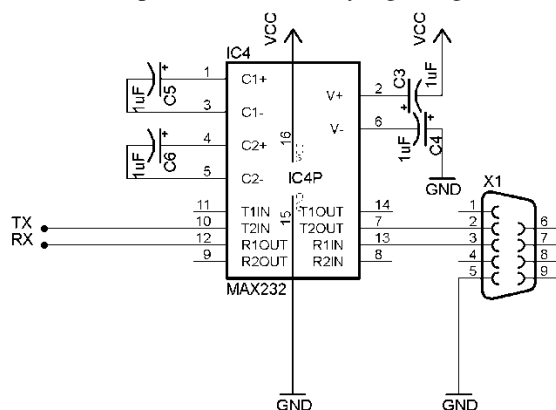 VCC
VCC
IC4
1uF
C5
+
1
C1+
3
C1-
1uF
C6
+
4
C2+
5
C2-
16
VCC
IC4P
15
GND
V+
2
C3
+
1uF
V-
6
1uF
C4
+
GND
X1
11
T1IN
T1OUT
14
TX
10
T2IN
T2OUT
7
RX
12
R1OUT
R1IN
13
9
R2OUT
R2IN
8
1
2
3
4
5
6
7
8
9
MAX232
GND
GND